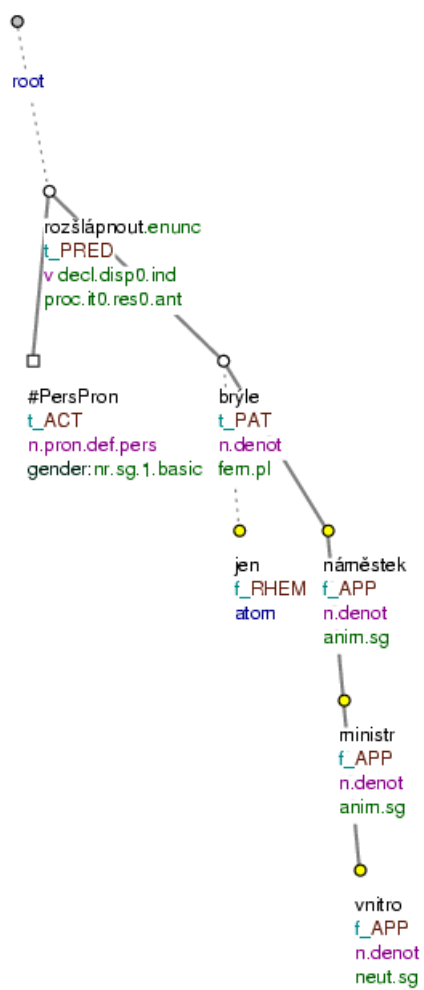 root
rozšlápnout.enunc
t_PRED
v decl.disp0.ind
proc.it0.res0.ant
#PersPron
t_ACT
n.pron.def.pers
gender:nr.sg.1.basic
brýle
t_PAT
n.denot
fem.pl
jen
f_RHEM
atom
náměstek
f_APP
n.denot
anim.sg
ministr
f_APP
n.denot
anim.sg
vnitro
f_APP
n.denot
neut.sg